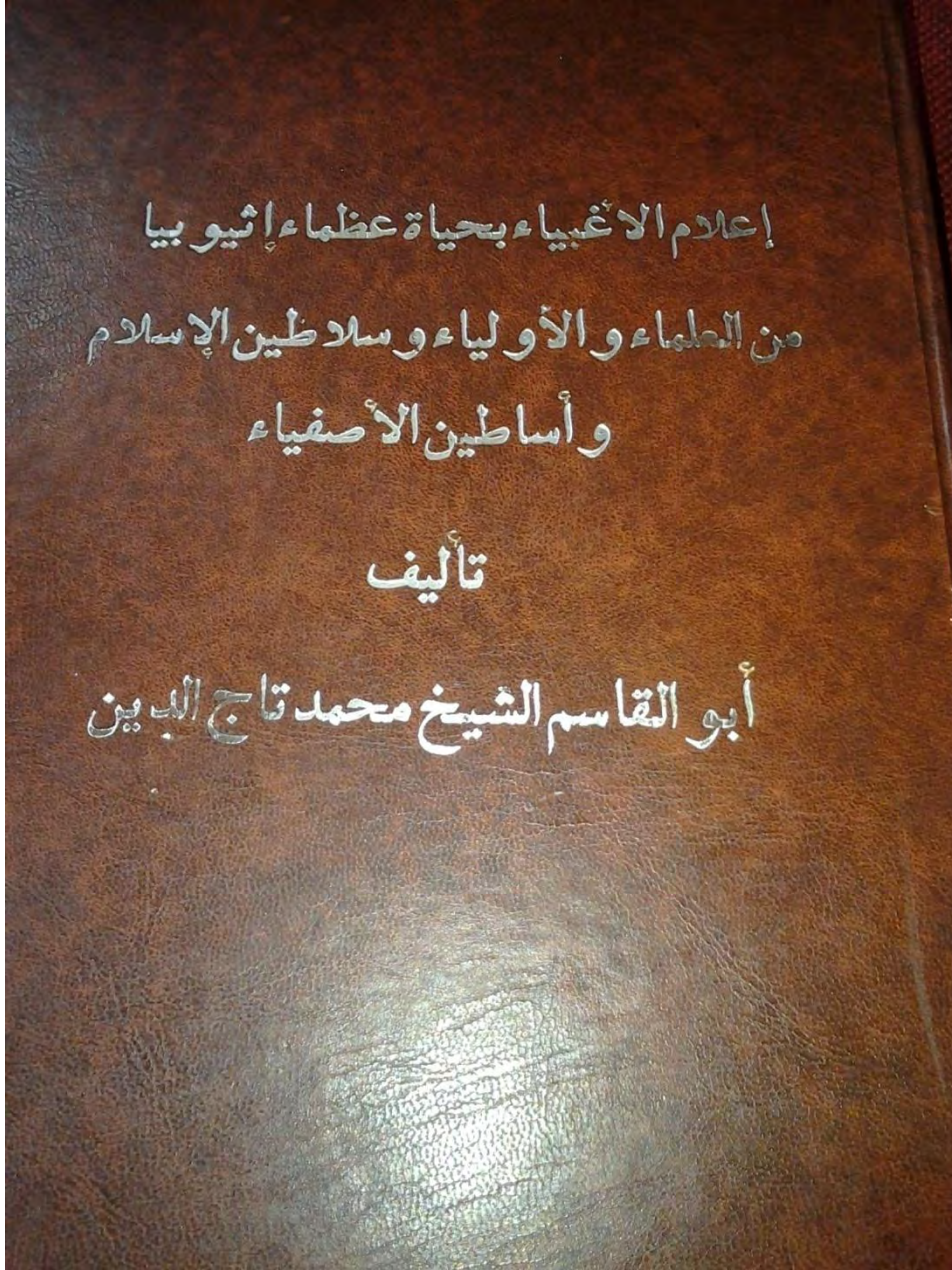 إعلام الأغبياء بحياة عظماء إثيوبيا
من العلماء والأولياء وسلاطين الإسلام
وأساطين الأصفياء
تأليف
أبو القاسم الشيخ محمد تاج الدين